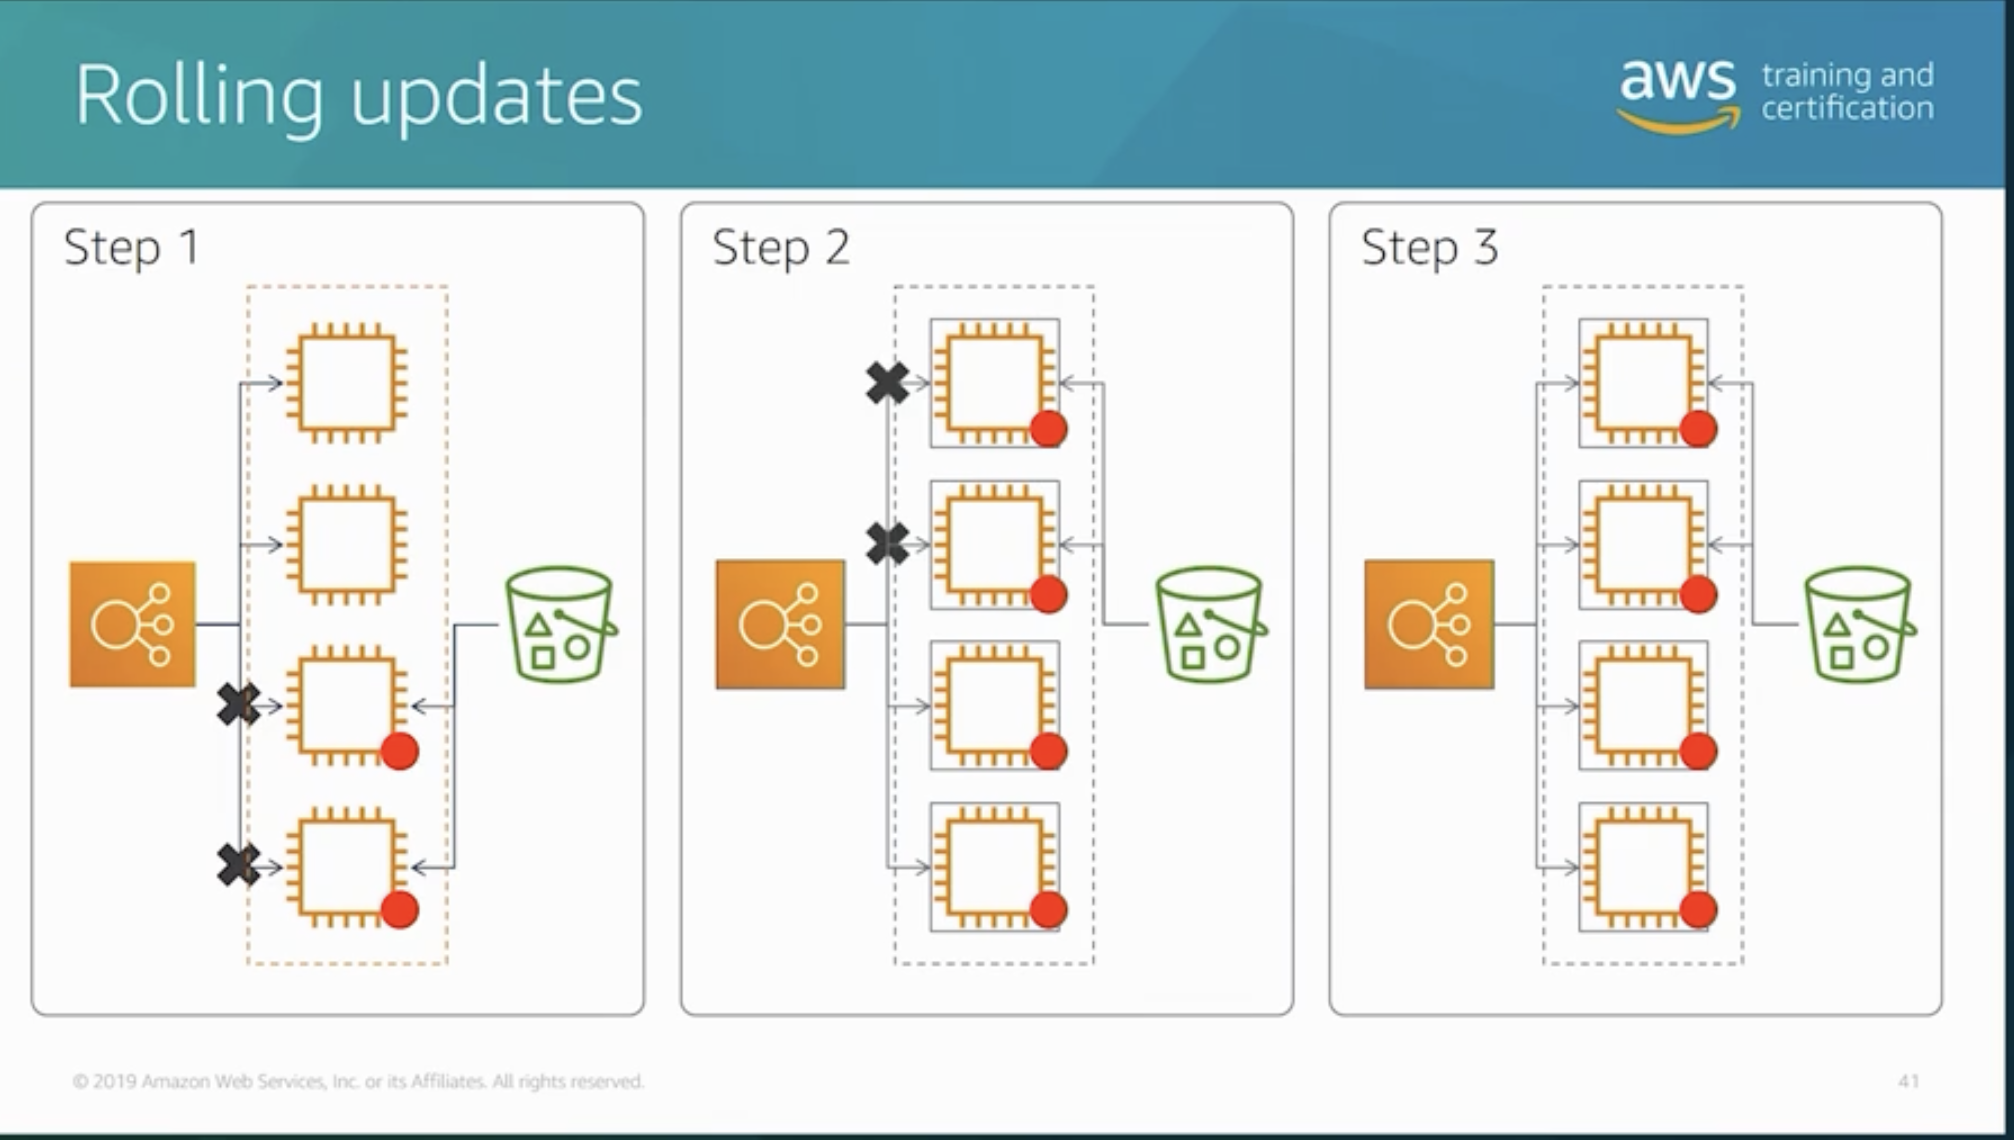 Rolling updates
aws training and
certification
Step 1
Step 2
Step 3
© 2019 Amazon Web Services, Inc. or its Affiliates. All rights reserved.
41